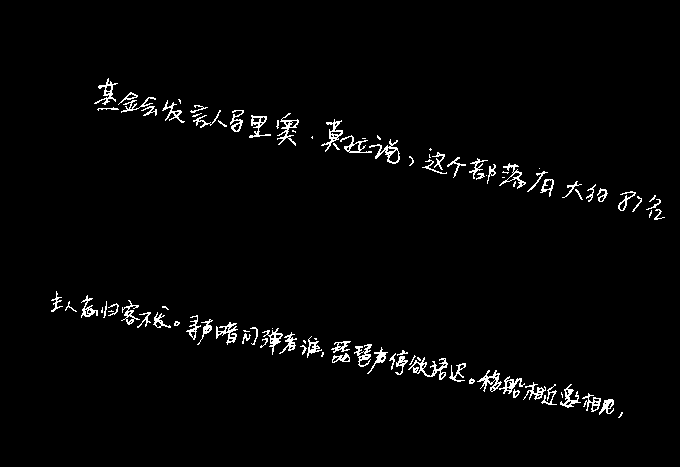 基金会发言人马里奥·莫拉说,这个部落有大约87名
主人忘归客不发。寻声暗问弹者谁,琵琶声停欲语迟。移船相近邀相见,